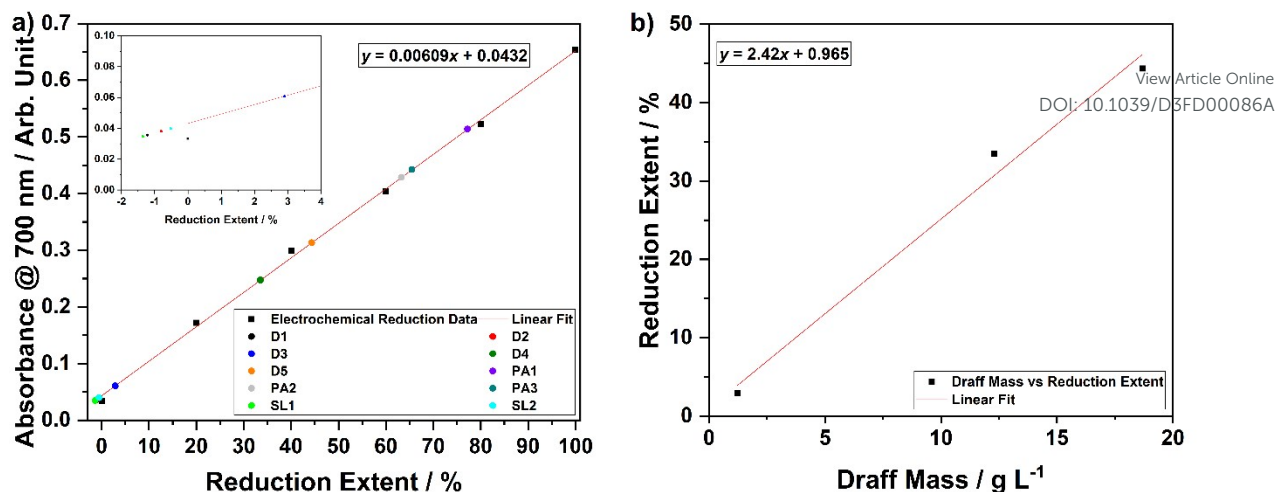 a)
y = 0.00609x + 0.0432
Absorbance @ 700 nm / Arb. Unit
0.7
0.6
0.5
0.4
0.3
0.2
0.1
0.0
0.10
0.08
0.06
0.04
0.02
0.00
-2 -1 0 1 2 3 4
Reduction Extent / %
Electrochemical Reduction Data
Linear Fit
D1
D2
D3
D4
D5
PA1
PA2
PA3
SL1
SL2
0 10 20 30 40 50 60 70 80 90 100
Reduction Extent / %
b)
y = 2.42x + 0.965
Reduction Extent / %
50
40
30
20
10
0
Draff Mass vs Reduction Extent
Linear Fit
0 5 10 15 20
Draff Mass / g L-1
View Article Online
DOI: 10.1039/D3FD00086A